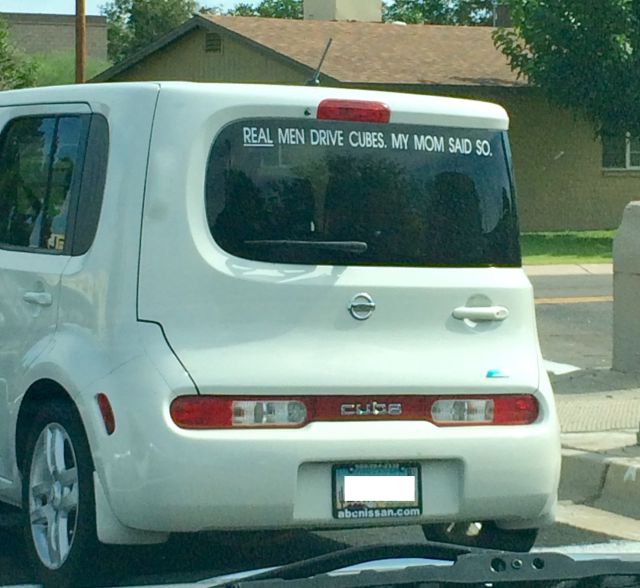 REAL MEN DRIVE CUBES. MY MOM SAID SO.
cube
abcnissan.com